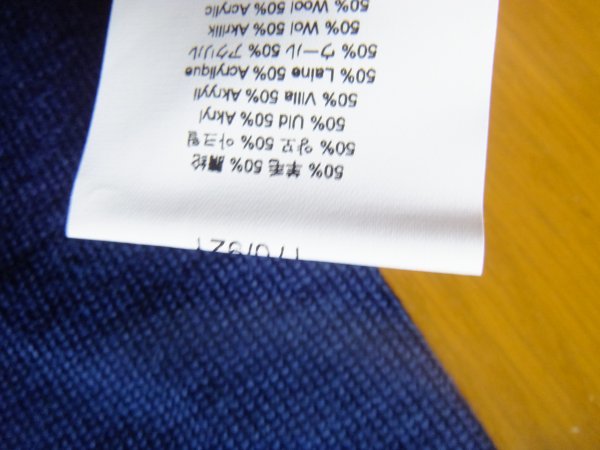 50% 羊毛 50% 腈纶
50% 양모 50% 아크릴
50% Uld 50% Akryl
50% Villa 50% Akryyli
50% Laine 50% Acrylique
50% ウール 50% アクリル
50% Wol 50% Akrilik
50% Wool 50% Acrylic